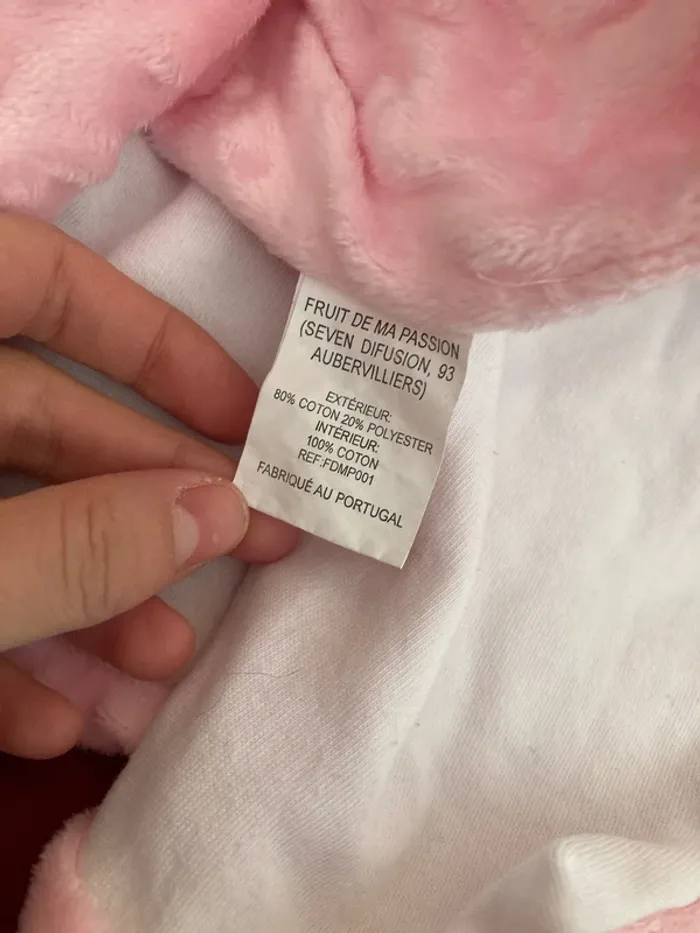 FRUIT DE MA PASSION
(SEVEN DIFUSION, 93
AUBERVILLIERS)
EXTÉRIEUR:
80% COTON 20% POLYESTER
INTÉRIEUR:
100% COTON
REF:FDMP001
FABRIQUÉ AU PORTUGAL